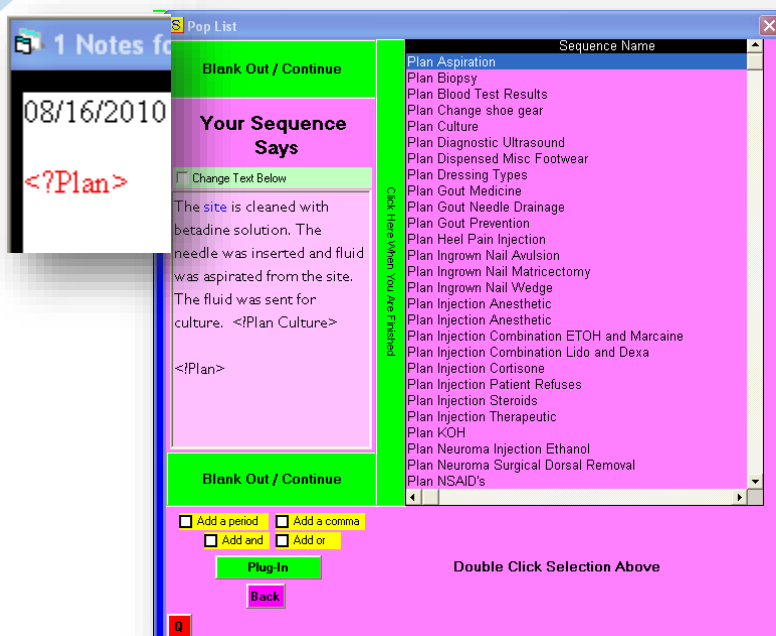 1 Notes fo
08/16/2010
<?Plan>
S Pop List
Blank Out / Continue
Your Sequence
Says
Change Text Below
The site is cleaned with
betadine solution. The
needle was inserted and fluid
was aspirated from the site.
The fluid was sent for
culture. <?Plan Culture>
<?Plan>
Blank Out / Continue
Click Here When You Are Finished
Sequence Name
Plan Aspiration
Plan Biopsy
Plan Blood Test Results
Plan Change shoe gear
Plan Culture
Plan Diagnostic Ultrasound
Plan Dispensed Misc Footwear
Plan Dressing Types
Plan Gout Medicine
Plan Gout Needle Drainage
Plan Gout Prevention
Plan Heel Pain Injection
Plan Ingrown Nail Avulsion
Plan Ingrown Nail Matricectomy
Plan Ingrown Nail Wedge
Plan Injection Anesthetic
Plan Injection Anesthetic
Plan Injection Combination ETOH and Marcaine
Plan Injection Combination Lido and Dexa
Plan Injection Cortisone
Plan Injection Patient Refuses
Plan Injection Steroids
Plan Injection Therapeutic
Plan KOH
Plan Neuroma Injection Ethanol
Plan Neuroma Surgical Dorsal Removal
Plan NSAID's
Add a period Add a comma
Add and Add or
Plug-In
Back
Double Click Selection Above
Q